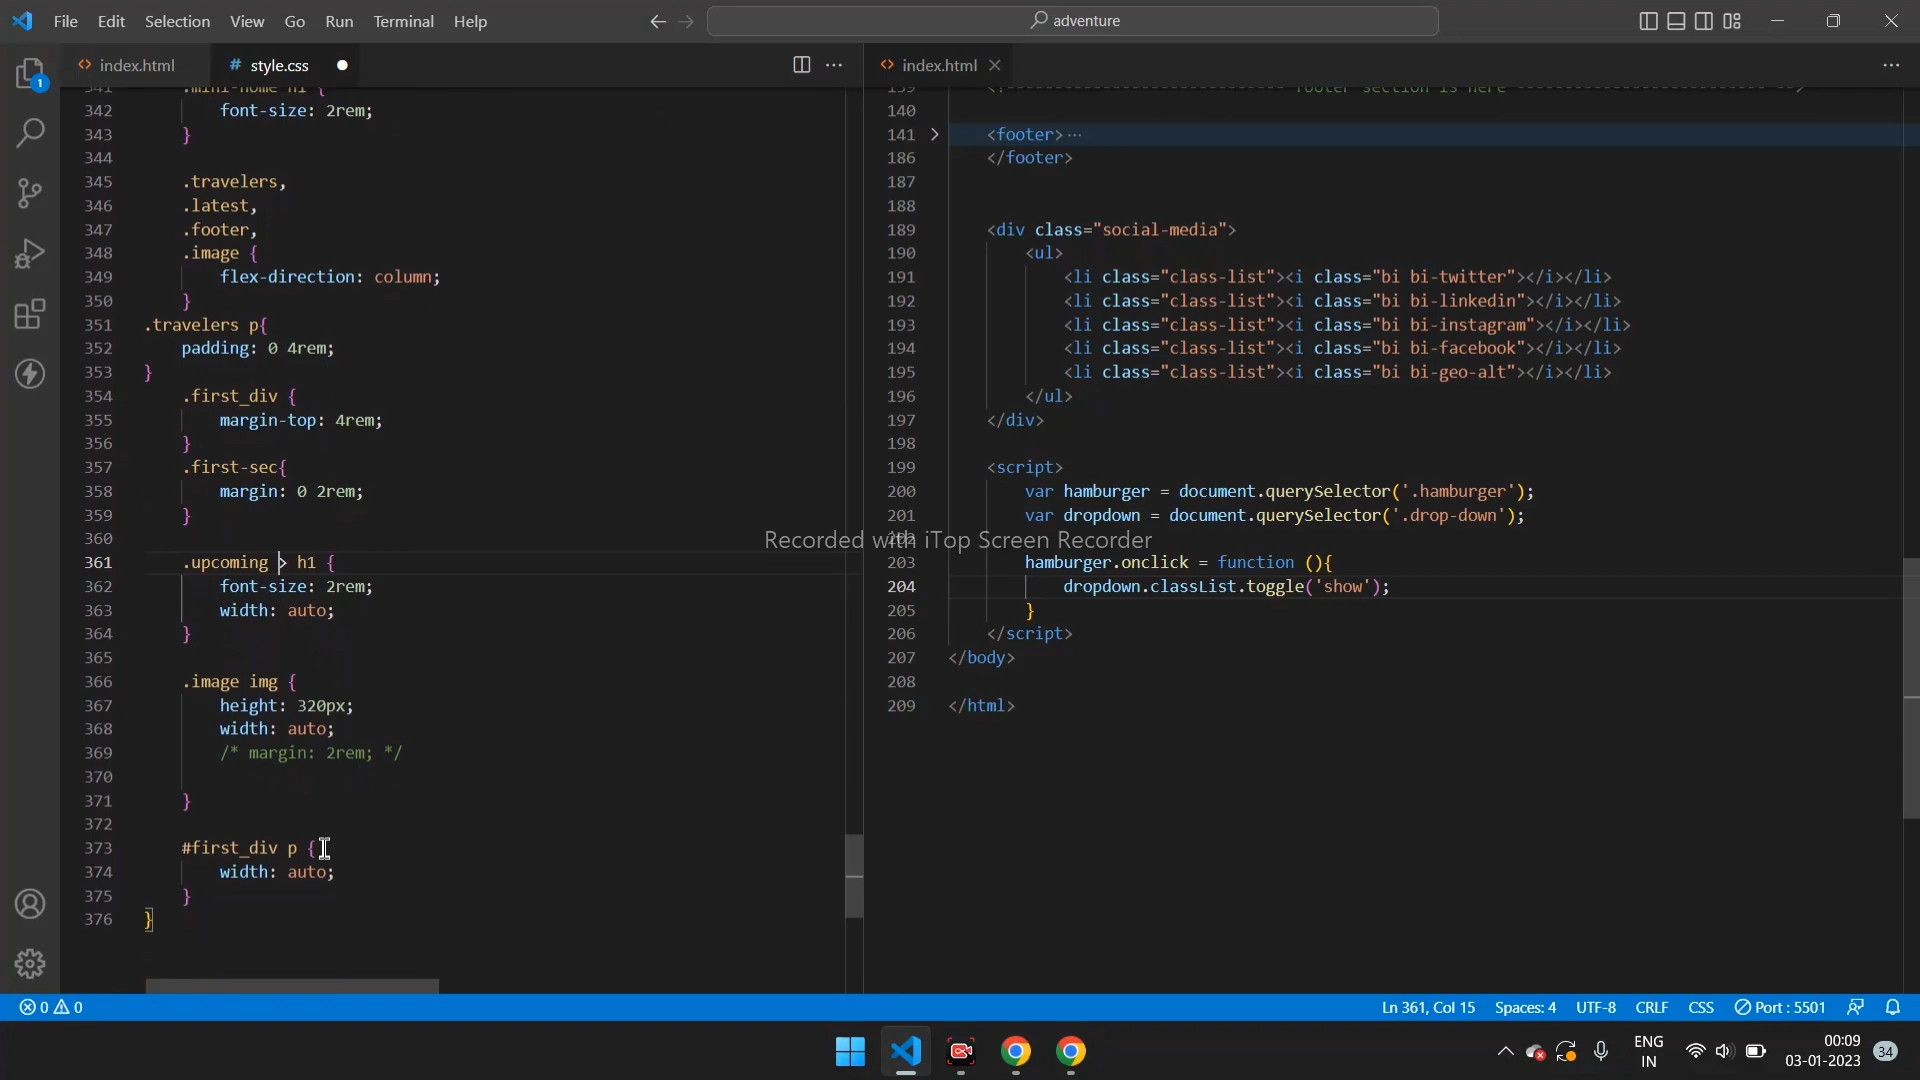 File Edit Selection View Go Run Terminal Help
adventure
index.html
# style.css
<> index.html
1
341 .mini-home h1 {
342 font-size: 2rem;
343 }
344
345 .travelers,
346 .latest,
347 .footer,
348 .image {
349 flex-direction: column;
350 }
351 .travelers p{
352 padding: 0 4rem;
353 }
354 .first_div {
355 margin-top: 4rem;
356 }
357 .first-sec{
358 margin: 0 2rem;
359 }
360
361 .upcoming > h1 {
362 font-size: 2rem;
363 width: auto;
364 }
365
366 .image img {
367 height: 320px;
368 width: auto;
369 /* margin: 2rem; */
370
371 }
372
373 #first_div p {
374 width: auto;
375 }
376 }
139 footer section is here
140
141 <footer>···
186 </footer>
187
188
189 <div class="social-media">
190 <ul>
191 <li class="class-list"><i class="bi bi-twitter"></i></li>
192 <li class="class-list"><i class="bi bi-linkedin"></i></li>
193 <li class="class-list"><i class="bi bi-instagram"></i></li>
194 <li class="class-list"><i class="bi bi-facebook"></i></li>
195 <li class="class-list"><i class="bi bi-geo-alt"></i></li>
196 </ul>
197 </div>
198
199 <script>
200 var hamburger = document.querySelector('.hamburger');
201 var dropdown = document.querySelector('.drop-down');
202
Recorded with iTop Screen Recorder
203 hamburger.onclick = function (){
204 dropdown.classList.toggle('show');
205 }
206 </script>
207 </body>
208
209 </html>
0 0
Ln 361, Col 15 Spaces: 4 UTF-8 CRLF CSS Port : 5501
ENG
IN
00:09
03-01-2023
34